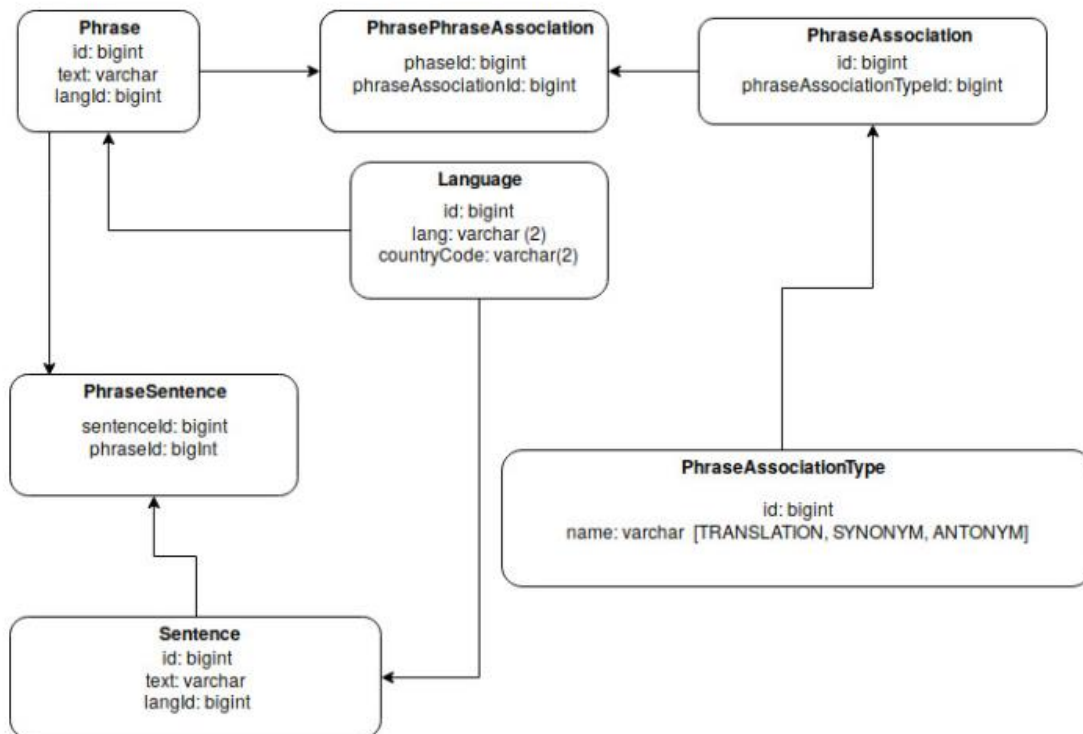 Phrase
id: bigint
text: varchar
langId: bigint
PhrasePhraseAssociation
phaseId: bigint
phraseAssociationId: bigint
PhraseAssociation
id: bigint
phraseAssociationTypeId: bigint
Language
id: bigint
lang: varchar (2)
countryCode: varchar(2)
PhraseSentence
sentenceId: bigint
phraseId: bigInt
PhraseAssociationType
id: bigint
name: varchar [TRANSLATION, SYNONYM, ANTONYM]
Sentence
id: bigint
text: varchar
langId: bigint